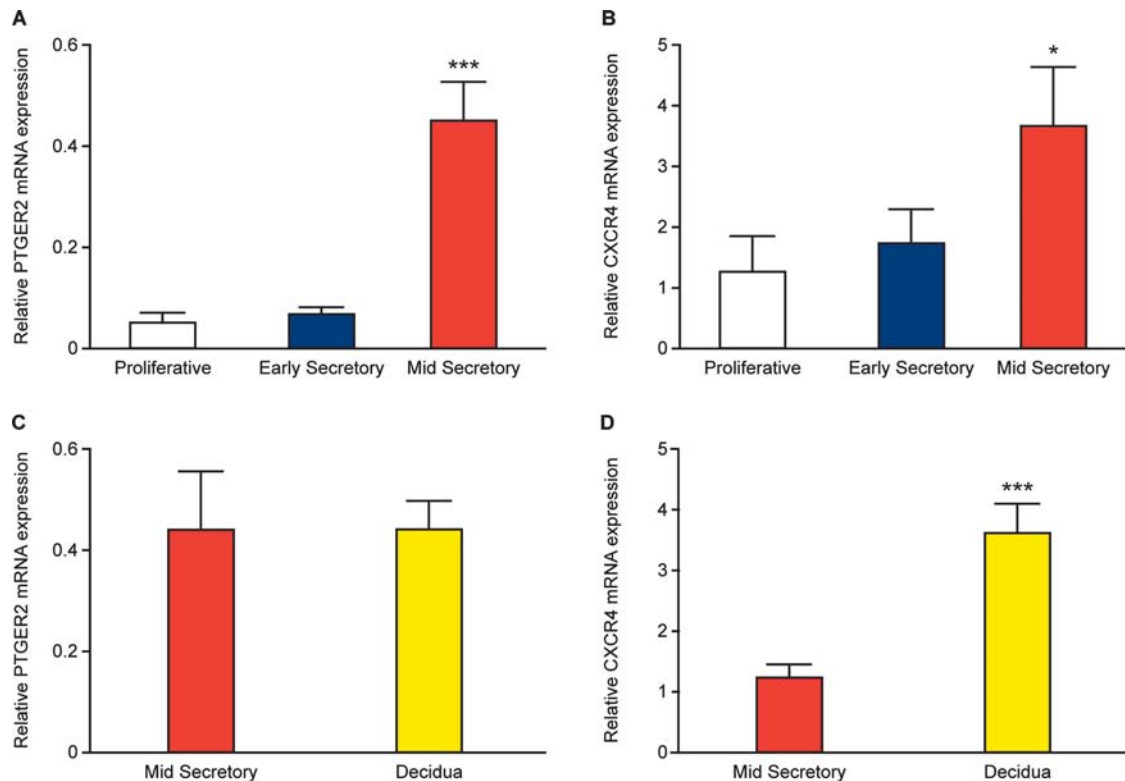 A
Relative PTGER2 mRNA expression
0.6
0.4
0.2
0
***
Proliferative
Early Secretory
Mid Secretory
B
Relative CXCR4 mRNA expression
5
4
3
2
1
0
*
Proliferative
Early Secretory
Mid Secretory
C
Relative PTGER2 mRNA expression
0.6
0.4
0.2
0
Mid Secretory
Decidua
D
Relative CXCR4 mRNA expression
5
4
3
2
1
0
***
Mid Secretory
Decidua